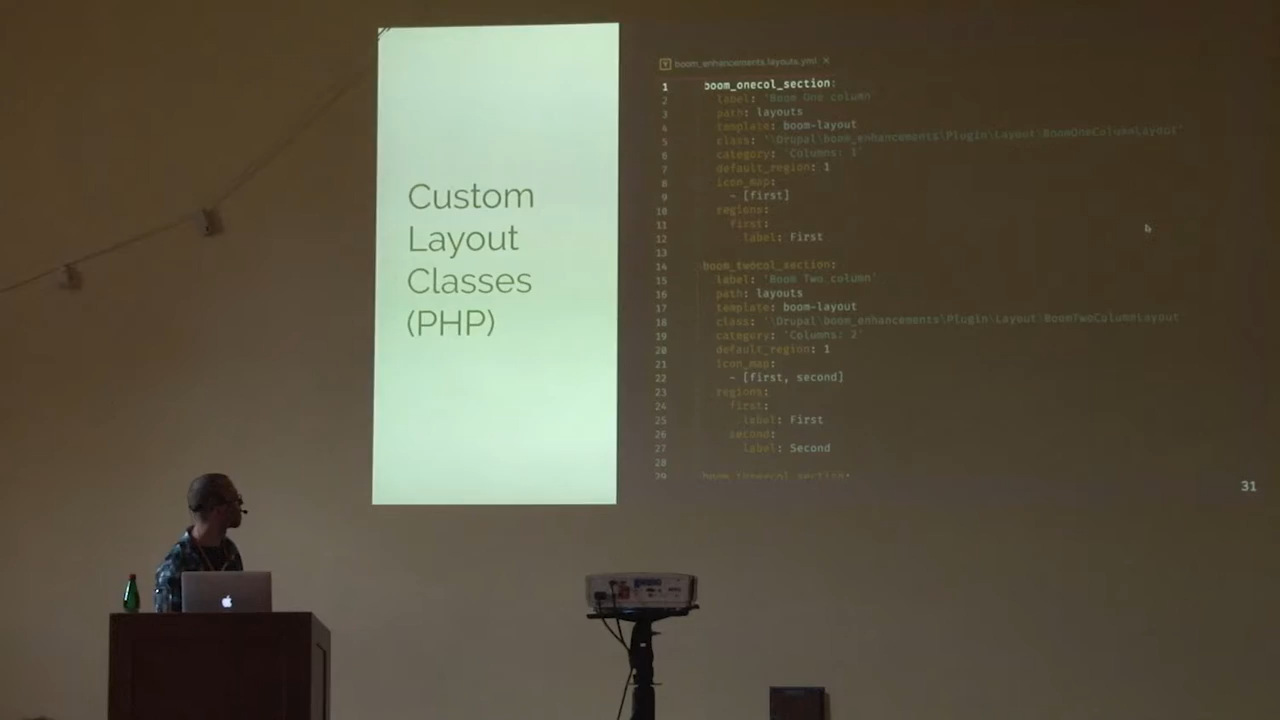 Custom
Layout
Classes
(PHP)
boom_enhancements.layouts.yml ×
1 boom_onecol_section:
2 label: 'Boom One column'
3 path: layouts
4 template: boom-layout
5 class: '\Drupal\boom_enhancements\Plugin\Layout\BoomOneColumnLayout'
6 category: 'Columns: 1'
7 default_region: 1
8 icon_map:
9 - [first]
10 regions:
11 first:
12 label: First
13
14 boom_twocol_section:
15 label: 'Boom Two column'
16 path: layouts
17 template: boom-layout
18 class: '\Drupal\boom_enhancements\Plugin\Layout\BoomTwoColumnLayout
19 category: 'Columns: 2'
20 default_region: 1
21 icon_map:
22 - [first, second]
23 regions:
24 first:
25 label: First
26 second:
27 label: Second
28
29 boom_threecol_section:
31